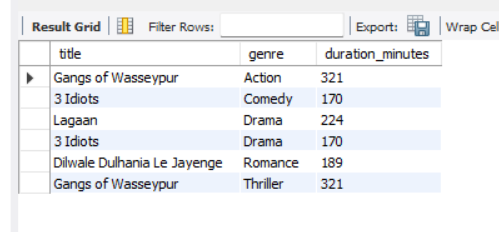 Result Grid Filter Rows: Export: Wrap Cel
title genre duration_minutes
Gangs of Wasseypur Action 321
3 Idiots Comedy 170
Lagaan Drama 224
3 Idiots Drama 170
Dilwale Dulhania Le Jayenge Romance 189
Gangs of Wasseypur Thriller 321